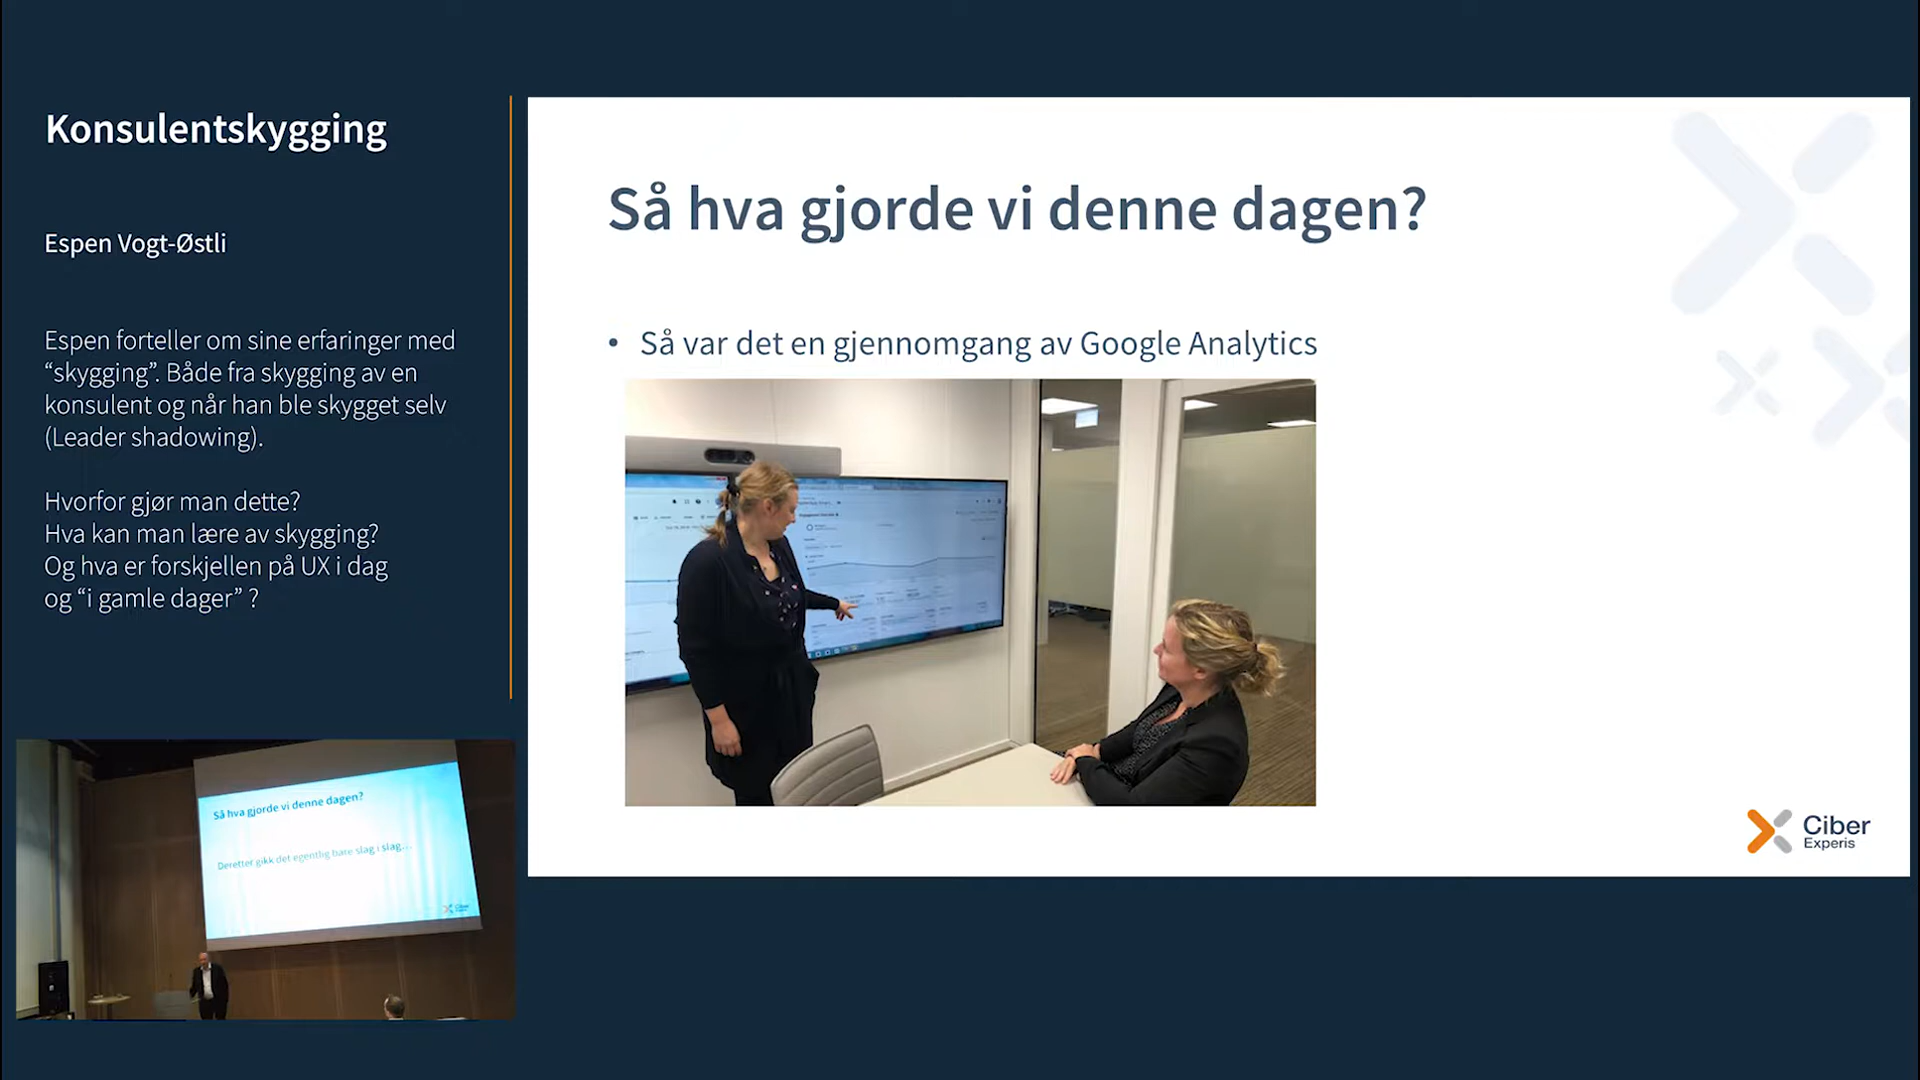 Konsulentskygging
Espen Vogt-Østli
Espen forteller om sine erfaringer med
“skygging”. Både fra skygging av en
konsulent og når han ble skygget selv
(Leader shadowing).
Hvorfor gjør man dette?
Hva kan man lære av skygging?
Og hva er forskjellen på UX i dag
og “i gamle dager” ?
Så hva gjorde vi denne dagen?
• Så var det en gjennomgang av Google Analytics
Ciber
Experis
Så hva gjorde vi denne dagen?
Deretter gikk det egentlig bare slag i slag...